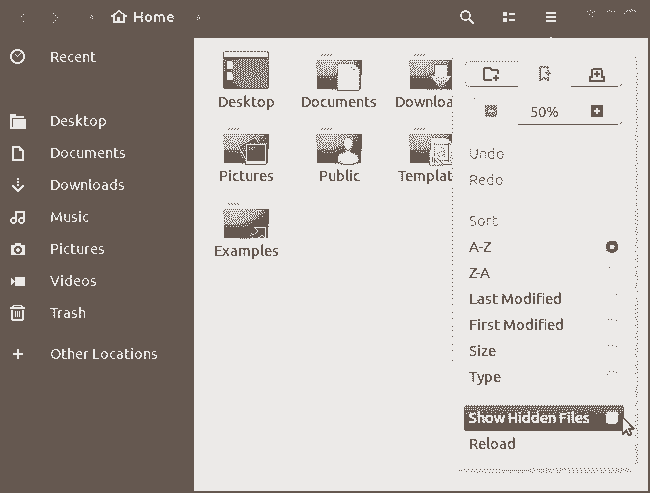 Home
Recent
Desktop
Documents
Downloads
Music
Pictures
Videos
Trash
Other Locations
Desktop
Documents
Downloa
Pictures
Public
Templat
Examples
50%
Undo
Redo
Sort
A-Z
Z-A
Last Modified
First Modified
Size
Type
Show Hidden Files
Reload